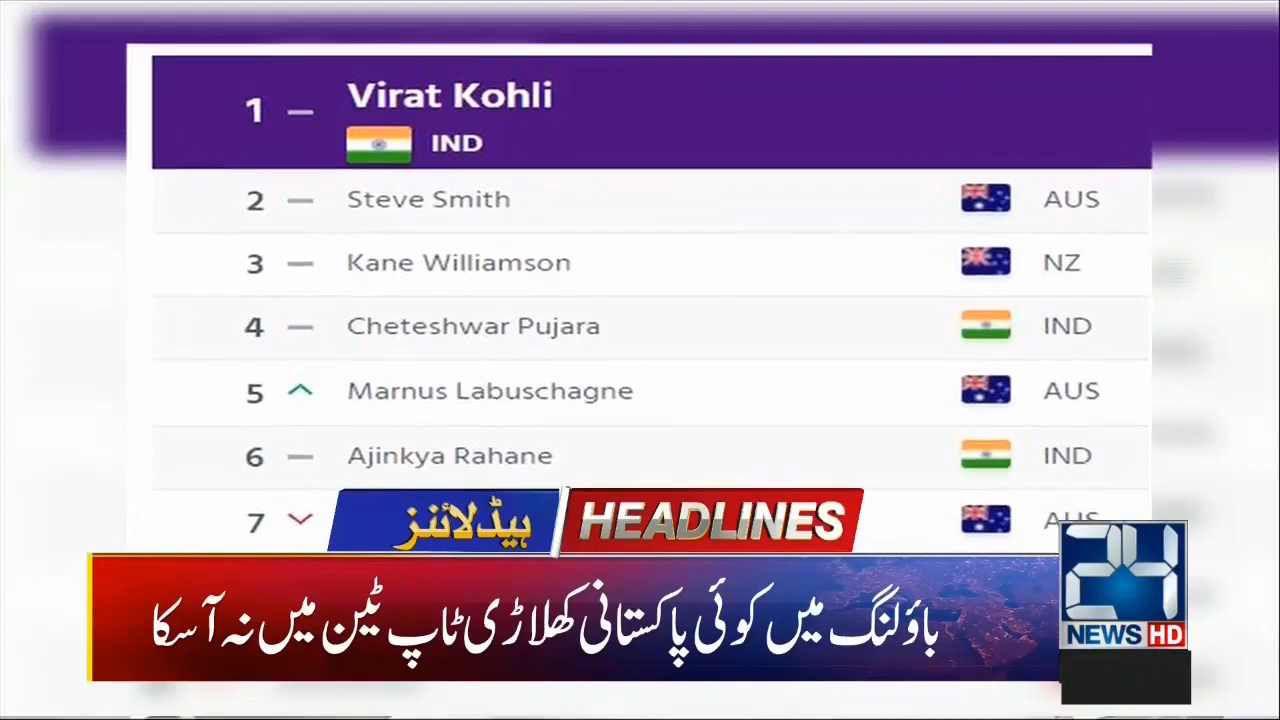 1 — Virat Kohli
IND
2 — Steve Smith AUS
3 — Kane Williamson NZ
4 — Cheteshwar Pujara IND
5 Marnus Labuschagne AUS
6 — Ajinkya Rahane IND
7 AUS
ہیڈلائنز HEADLINES
باؤلنگ میں کوئی پاکستانی کھلاڑی ٹاپ ٹین میں نہ آسکا
24
NEWS HD